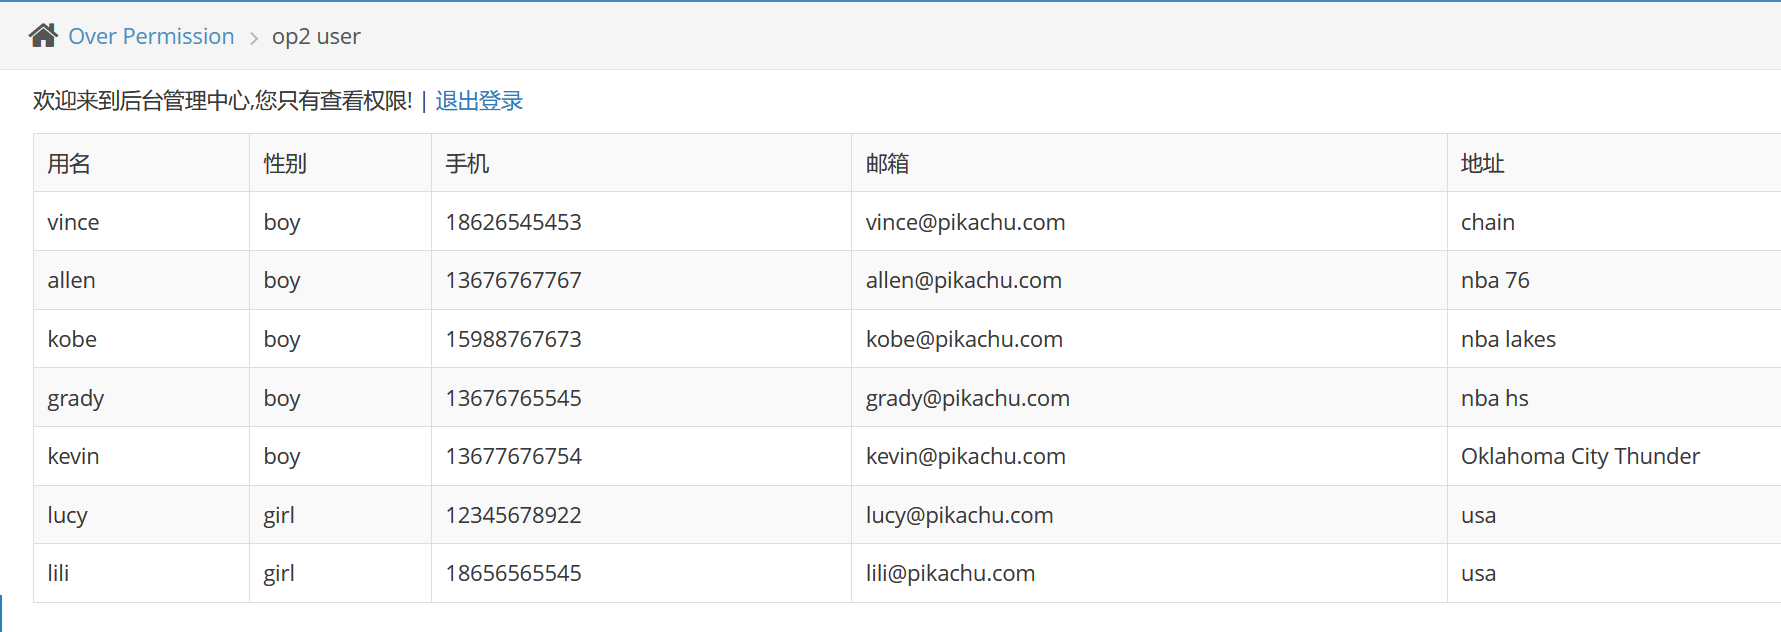 Over Permission > op2 user
欢迎来到后台管理中心,您只有查看权限! | 退出登录
用名 性别 手机 邮箱 地址
vince boy 18626545453 vince@pikachu.com chain
allen boy 13676767767 allen@pikachu.com nba 76
kobe boy 15988767673 kobe@pikachu.com nba lakes
grady boy 13676765545 grady@pikachu.com nba hs
kevin boy 13677676754 kevin@pikachu.com Oklahoma City Thunder
lucy girl 12345678922 lucy@pikachu.com usa
lili girl 18656565545 lili@pikachu.com usa